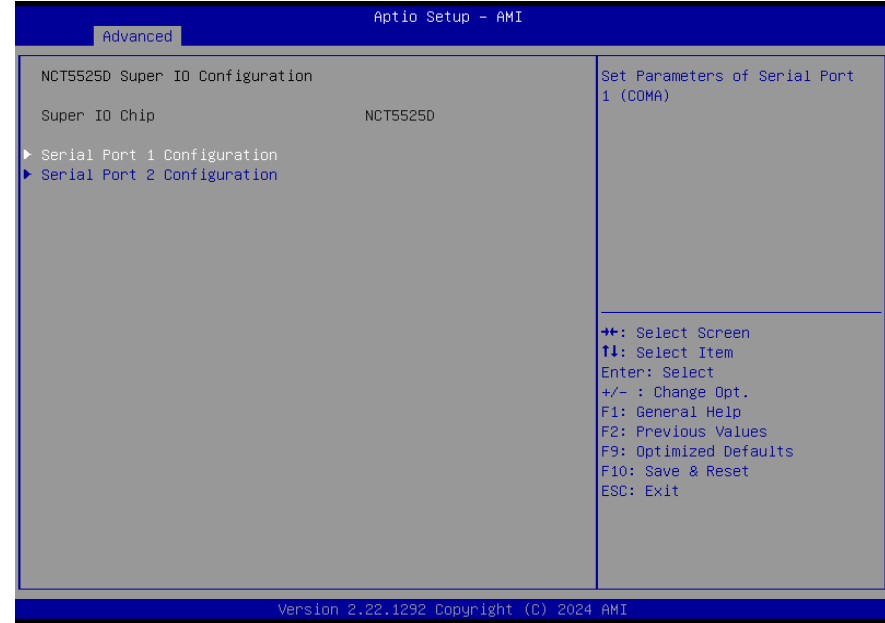 Aptio Setup - AMI
Advanced
NCT5525D Super IO Configuration
Super IO Chip NCT5525D
▶ Serial Port 1 Configuration
▶ Serial Port 2 Configuration
Set Parameters of Serial Port
1 (COMA)
→←: Select Screen
↑↓: Select Item
Enter: Select
+/- : Change Opt.
F1: General Help
F2: Previous Values
F9: Optimized Defaults
F10: Save & Reset
ESC: Exit
Version 2.22.1292 Copyright (C) 2024 AMI